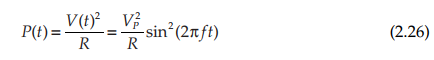 P(t) = V(t)²/R = V_P²/R sin²(2πft) (2.26)